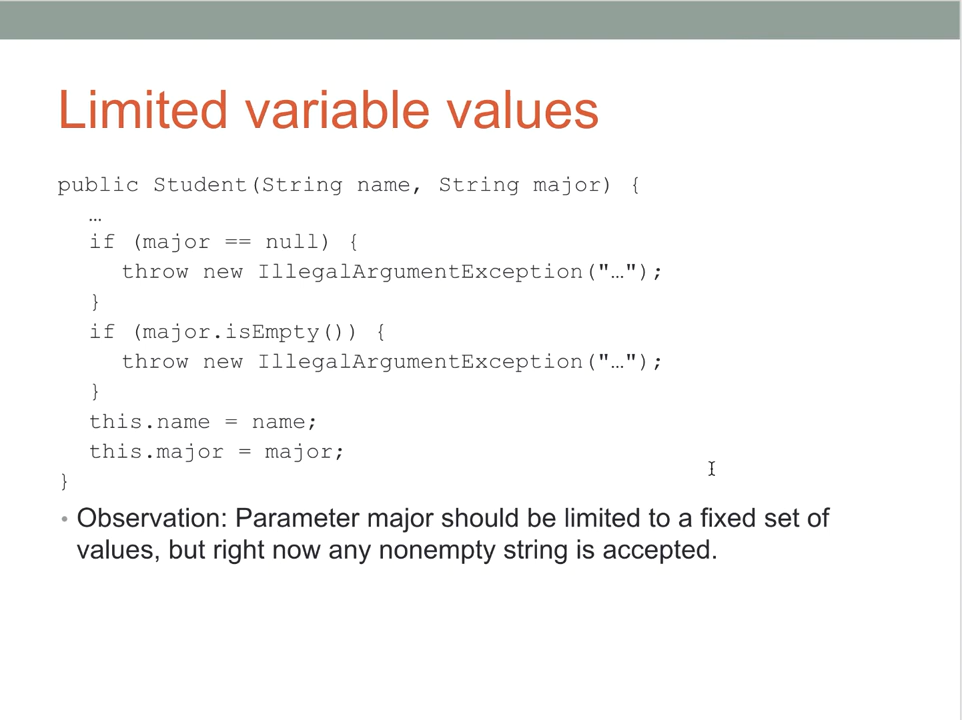 Limited variable values
public Student(String name, String major) {
…
if (major == null) {
throw new IllegalArgumentException("…");
}
if (major.isEmpty()) {
throw new IllegalArgumentException("…");
}
this.name = name;
this.major = major;
}
• Observation: Parameter major should be limited to a fixed set of
values, but right now any nonempty string is accepted.